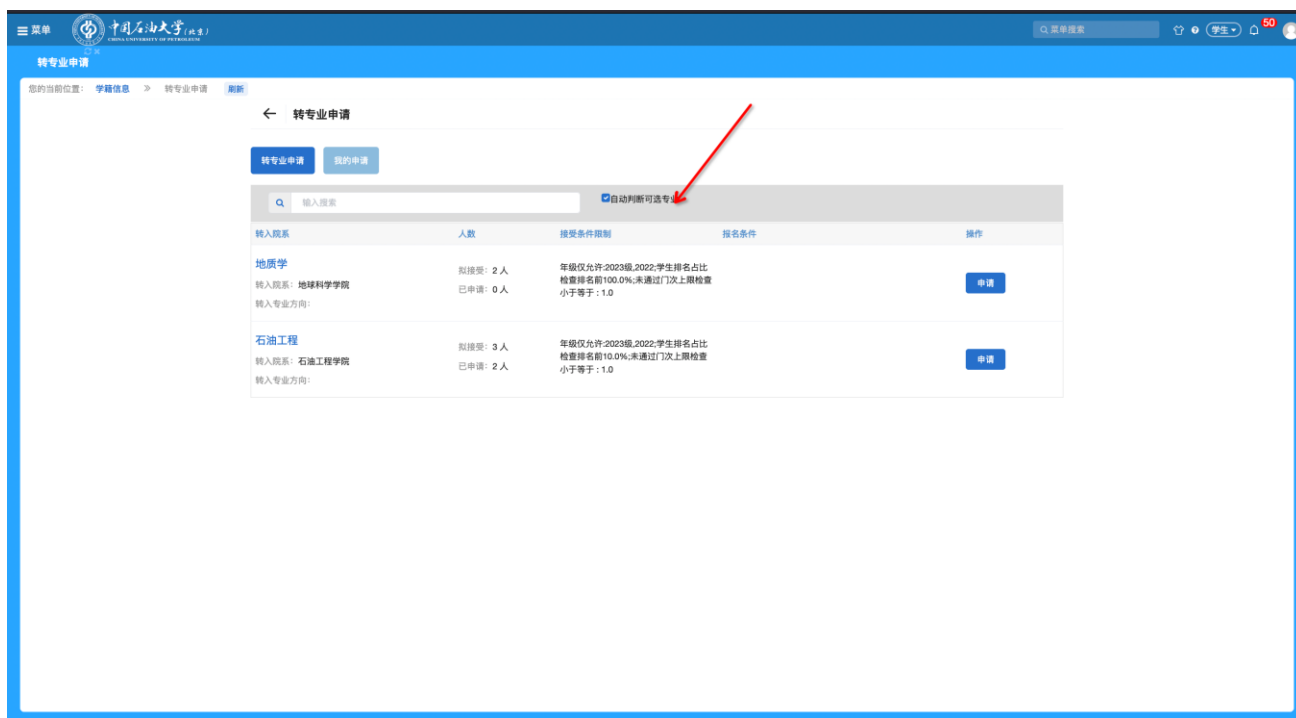 菜单
中国石油大学(北京)
CHINA UNIVERSITY OF PETROLEUM
菜单搜索
学生
50
转专业申请
您的当前位置: 学籍信息 » 转专业申请 刷新
转专业申请
转专业申请 我的申请
输入搜索
自动判断可选专业
转入院系 人数 接受条件限制 报名条件 操作
地质学
转入院系: 地球科学学院
转入专业方向:
拟接受: 2 人
已申请: 0 人
年级仅允许:2023级,2022;学生排名占比
检查排名前100.0%;未通过门次上限检查
小于等于 : 1.0
申请
石油工程
转入院系: 石油工程学院
转入专业方向:
拟接受: 3 人
已申请: 2 人
年级仅允许:2023级,2022;学生排名占比
检查排名前10.0%;未通过门次上限检查
小于等于 : 1.0
申请